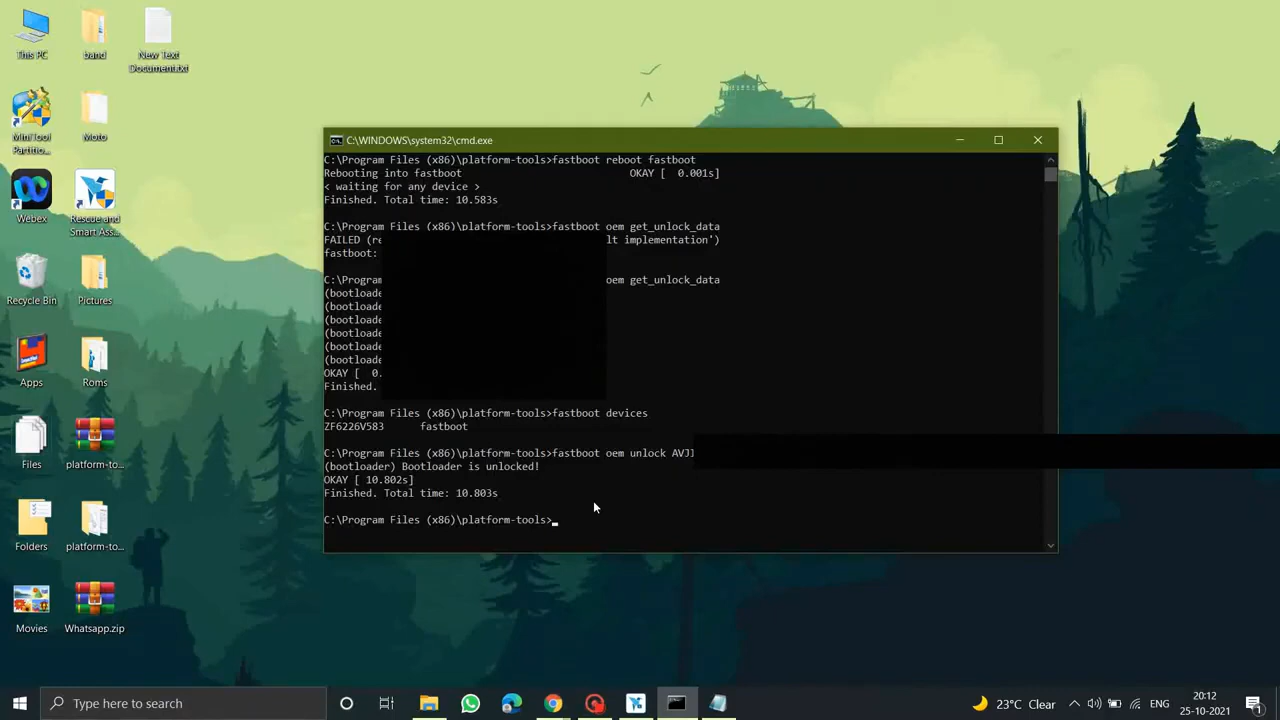 This PC
band
New Text
Document.txt
MiniTool
Partitio...
Moto
Webex
Rescue and
Smart Ass...
Recycle Bin
Pictures
Apps
Roms
Files
platform-to...
Folders
platform-to...
Movies
Whatsapp.zip
C:\WINDOWS\system32\cmd.exe
C:\Program Files (x86)\platform-tools>fastboot reboot fastboot
Rebooting into fastboot OKAY [ 0.001s]
< waiting for any device >
Finished. Total time: 10.583s
C:\Program Files (x86)\platform-tools>fastboot oem get_unlock_data
FAILED (re lt implementation')
fastboot:
C:\Program oem get_unlock_data
(bootloade
(bootloade
(bootloade
(bootloade
(bootloade
(bootloade
OKAY [ 0.
Finished.
C:\Program Files (x86)\platform-tools>fastboot devices
ZF6226V583 fastboot
C:\Program Files (x86)\platform-tools>fastboot oem unlock AVJI
(bootloader) Bootloader is unlocked!
OKAY [ 10.802s]
Finished. Total time: 10.803s
C:\Program Files (x86)\platform-tools>
Type here to search
23°C Clear
ENG
20:12
25-10-2021